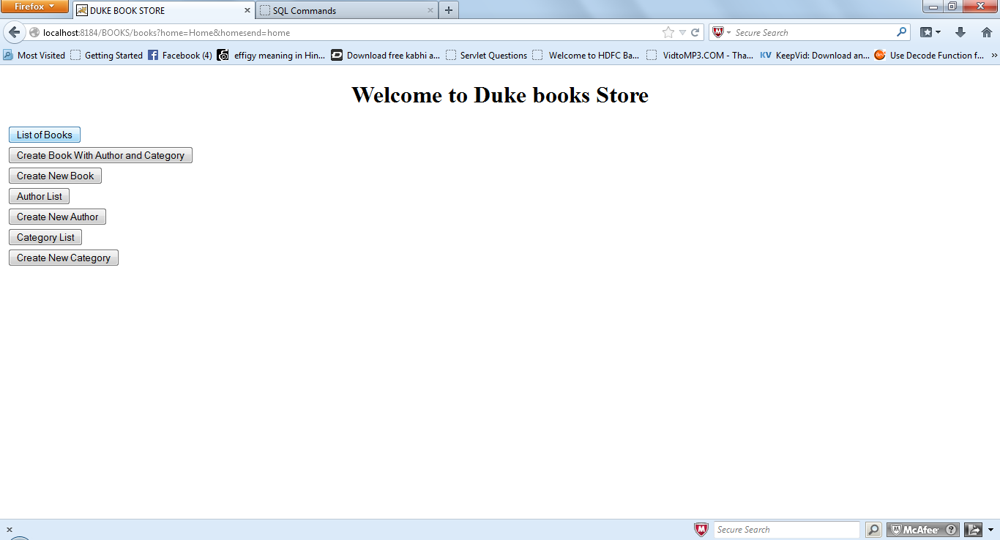 Firefox
DUKE BOOK STORE
SQL Commands
localhost:8184/BOOKS/books?home=Home&homesend=home
Secure Search
Most Visited Getting Started Facebook (4) effigy meaning in Hin... Download free kabhi a... Servlet Questions Welcome to HDFC Ba... VidtoMP3.COM - Tha... KV KeepVid: Download an... Use Decode Function f... »
Welcome to Duke books Store
List of Books
Create Book With Author and Category
Create New Book
Author List
Create New Author
Category List
Create New Category
Secure Search McAfee